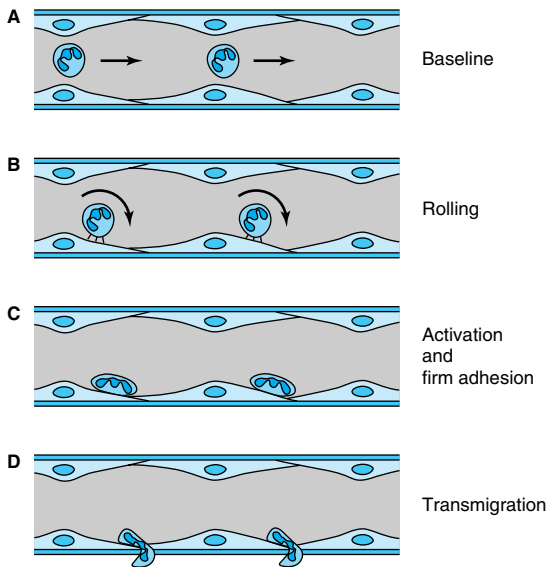 A
Baseline
B
Rolling
C
Activation
and
firm adhesion
D
Transmigration